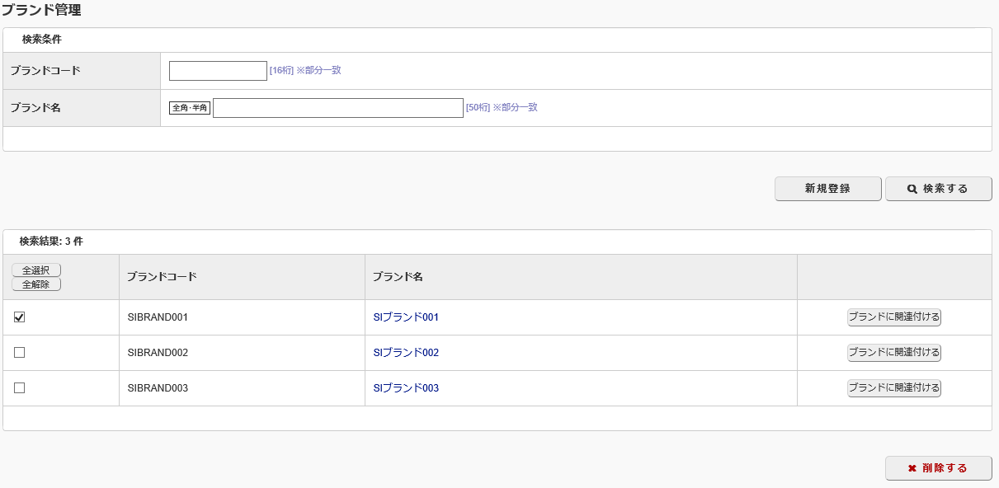 ブランド管理
検索条件
ブランドコード [16桁] ※部分一致
ブランド名 全角・半角 [50桁] ※部分一致
新規登録 検索する
検索結果: 3 件
全選択
全解除
ブランドコード ブランド名
SIBRAND001 SIブランド001 ブランドに関連付ける
SIBRAND002 SIブランド002 ブランドに関連付ける
SIBRAND003 SIブランド003 ブランドに関連付ける
削除する